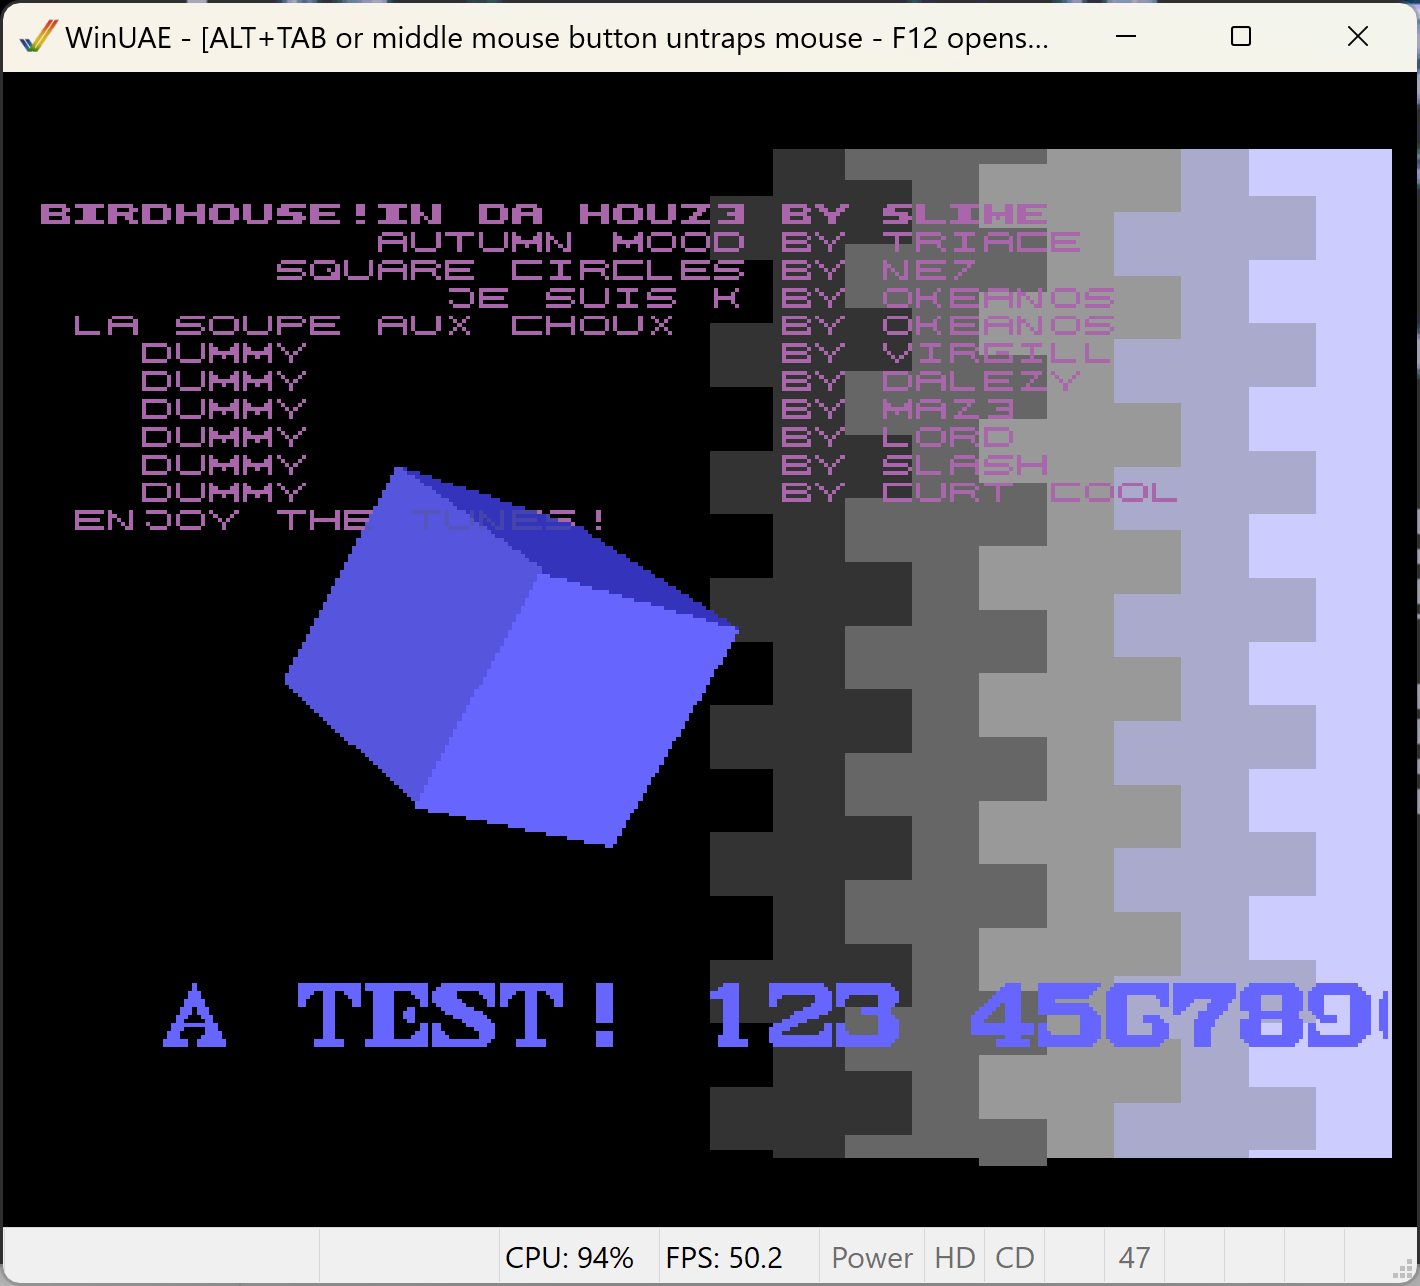 WinUAE - [ALT+TAB or middle mouse button untraps mouse - F12 opens...
BIRDHOUSE!IN DA HOUZ3 BY SLIME
AUTUMN MOOD BY TRIACE
SQUARE CIRCLES BY NE7
JE SUIS K BY OKEANOS
LA SOUPE AUX CHOUX BY OKEANOS
DUMMY BY VIRGILL
DUMMY BY DALEZY
DUMMY BY MAZ3
DUMMY BY LORD
DUMMY BY SLASH
DUMMY BY CURT COOL
ENJOY THE TUNES!
A TEST! 123 456789
CPU: 94% FPS: 50.2 Power HD CD 47